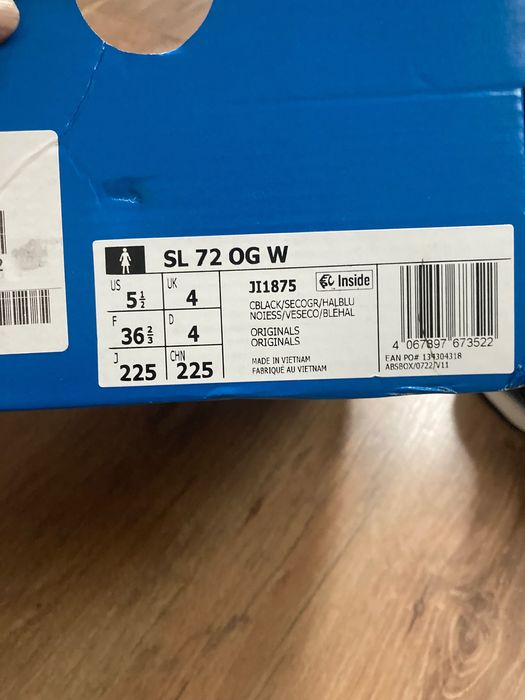 SL 72 OG W
US 5½ UK 4
F 36⅔ D 4
J 225 CHN 225
JI1875 Inside
CBLACK/SECOGR/HALBLU
NOIESS/VESECO/BLEHAL
ORIGINALS
ORIGINALS
MADE IN VIETNAM
FABRIQUÉ AU VIETNAM
4 067897 673522
EAN PO# 134304318
ABSBOX/0722/V11
2